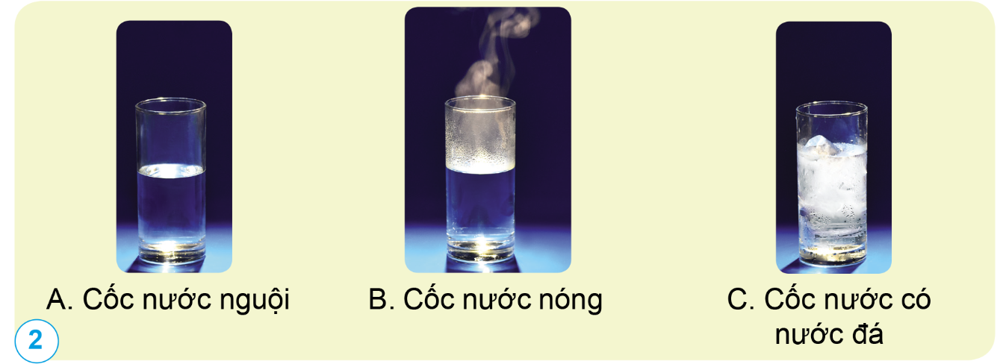 A. Cốc nước nguội
B. Cốc nước nóng
C. Cốc nước có
nước đá
2